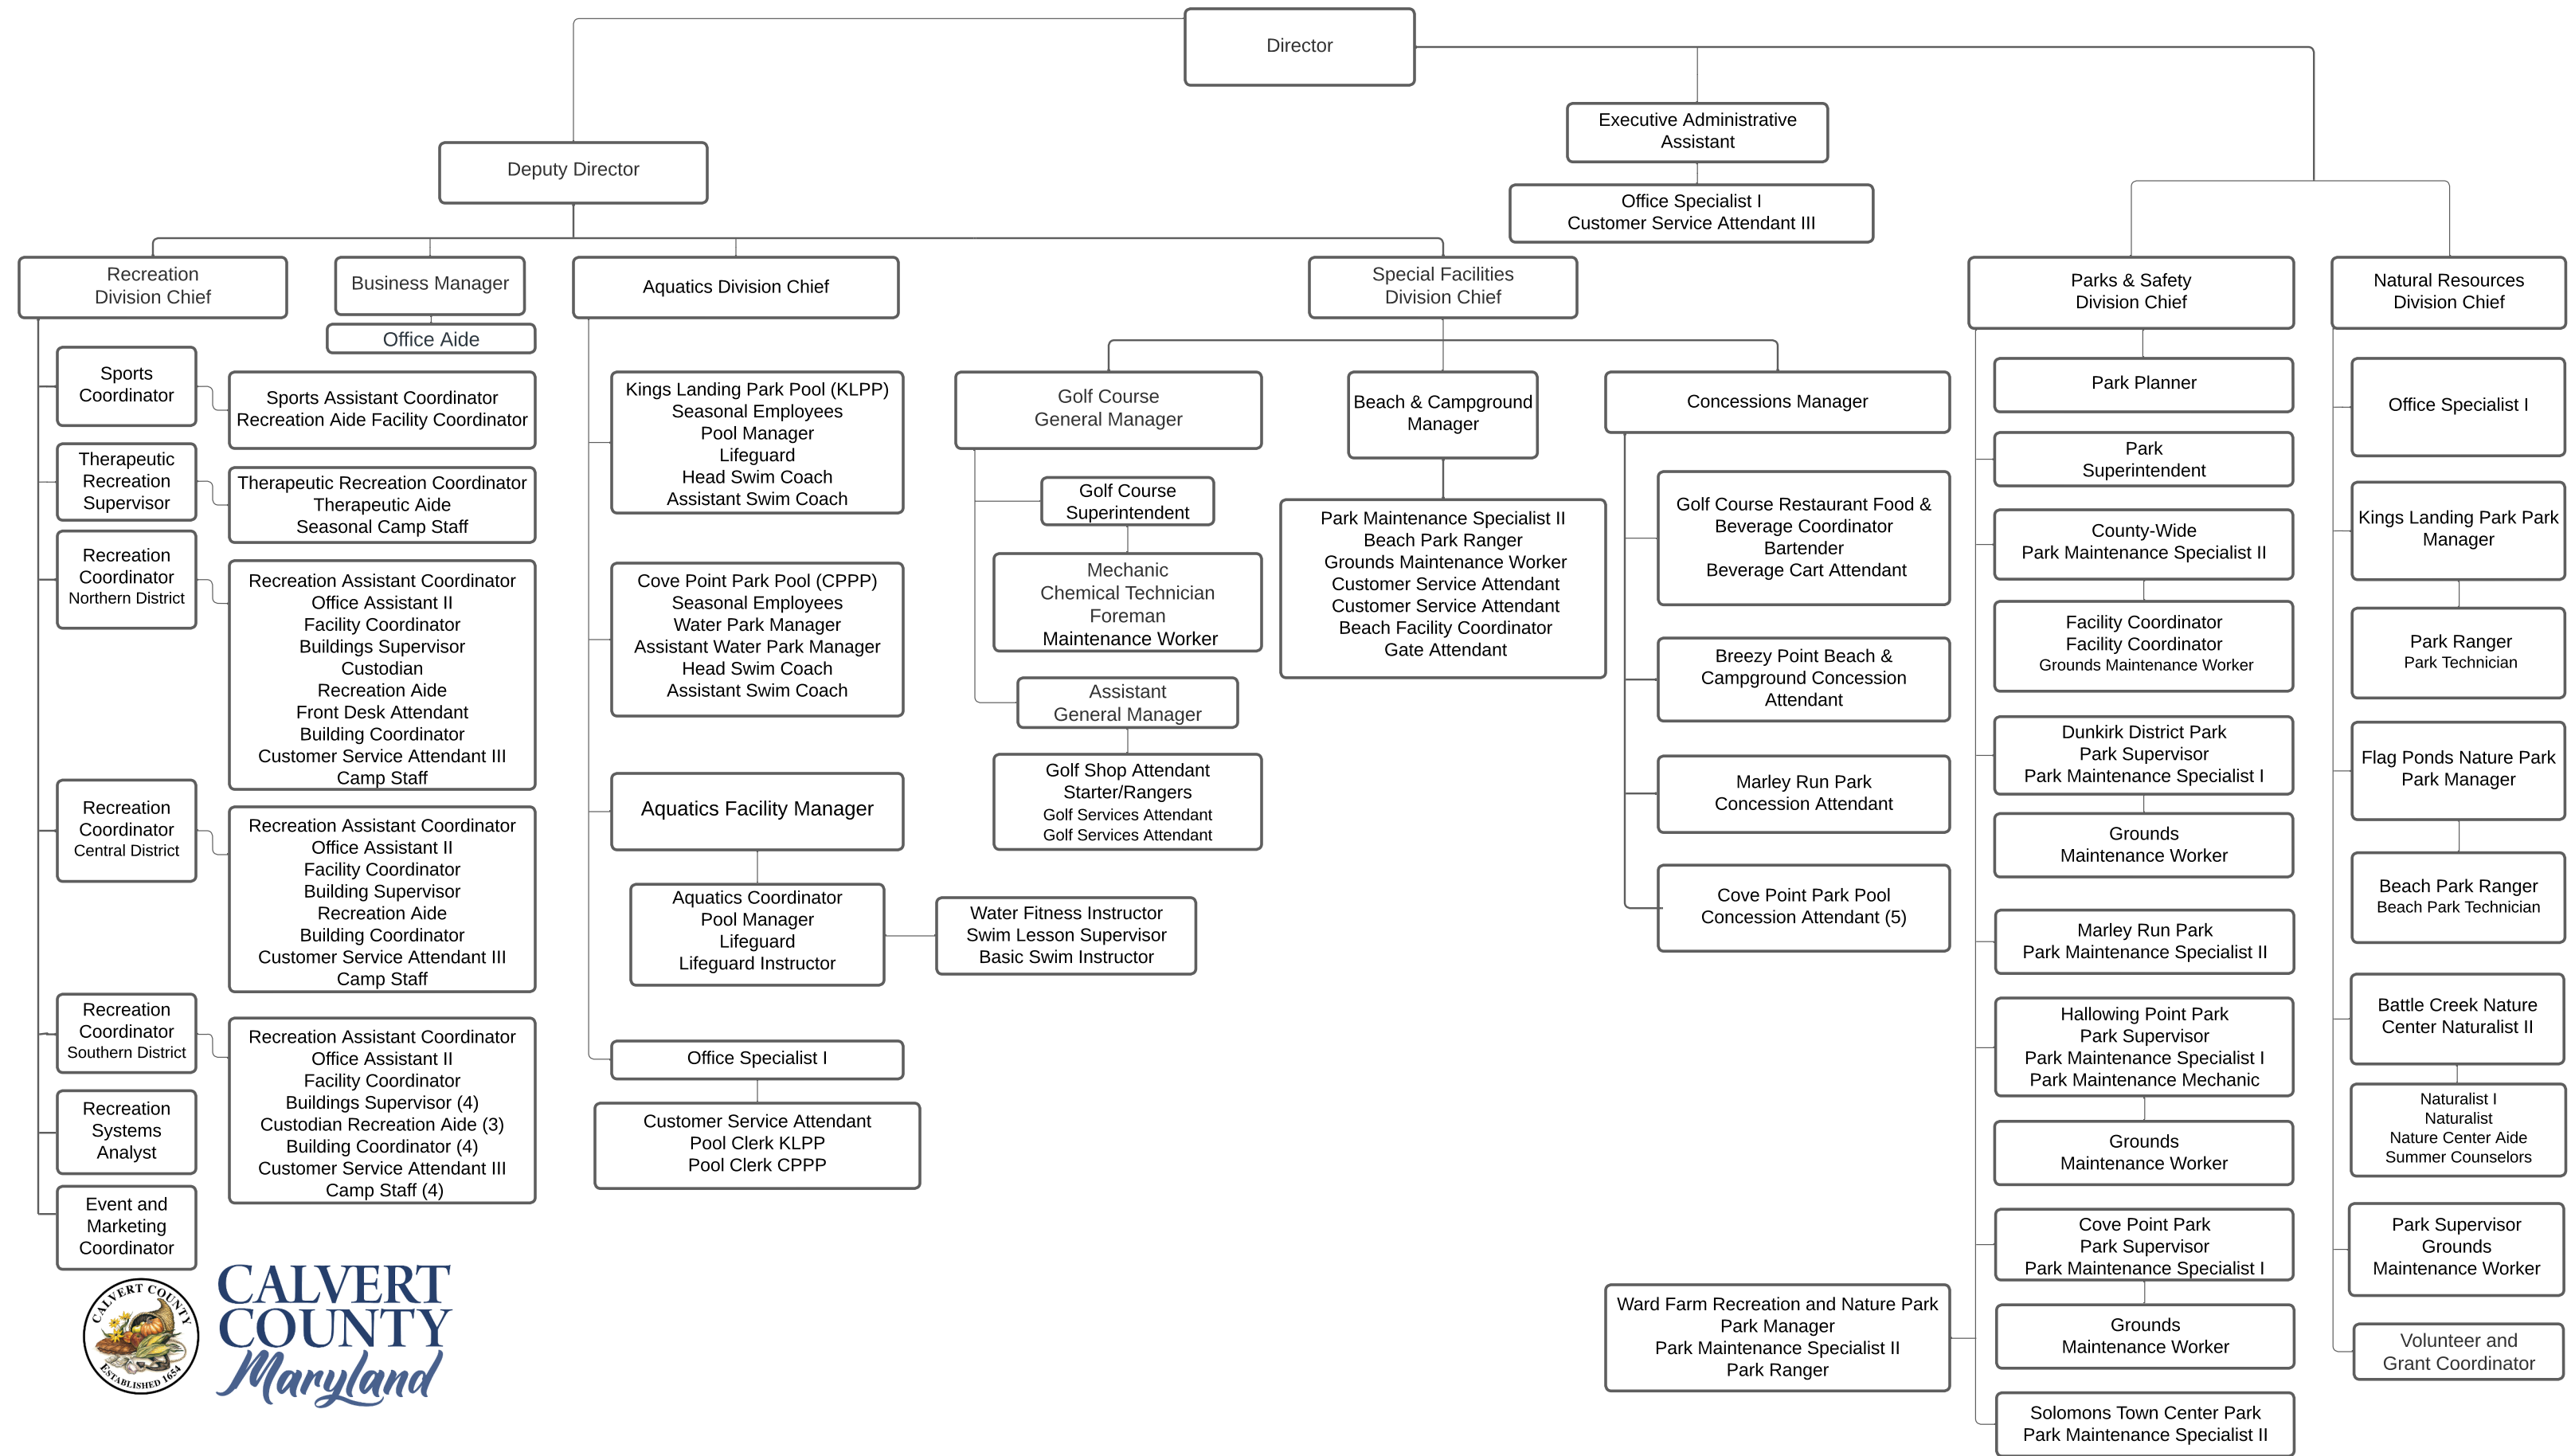 Director
Executive Administrative
Assistant
Office Specialist I
Customer Service Attendant III
Deputy Director
Recreation
Division Chief
Business Manager
Office Aide
Aquatics Division Chief
Special Facilities
Division Chief
Parks & Safety
Division Chief
Natural Resources
Division Chief
Sports
Coordinator
Sports Assistant Coordinator
Recreation Aide Facility Coordinator
Therapeutic
Recreation
Supervisor
Therapeutic Recreation Coordinator
Therapeutic Aide
Seasonal Camp Staff
Recreation
Coordinator
Northern District
Recreation Assistant Coordinator
Office Assistant II
Facility Coordinator
Buildings Supervisor
Custodian
Recreation Aide
Front Desk Attendant
Building Coordinator
Customer Service Attendant III
Camp Staff
Recreation
Coordinator
Central District
Recreation Assistant Coordinator
Office Assistant II
Facility Coordinator
Building Supervisor
Recreation Aide
Building Coordinator
Customer Service Attendant III
Camp Staff
Recreation
Coordinator
Southern District
Recreation Assistant Coordinator
Office Assistant II
Facility Coordinator
Buildings Supervisor (4)
Custodian Recreation Aide (3)
Building Coordinator (4)
Customer Service Attendant III
Camp Staff (4)
Recreation
Systems
Analyst
Event and
Marketing
Coordinator
Kings Landing Park Pool (KLPP)
Seasonal Employees
Pool Manager
Lifeguard
Head Swim Coach
Assistant Swim Coach
Cove Point Park Pool (CPPP)
Seasonal Employees
Water Park Manager
Assistant Water Park Manager
Head Swim Coach
Assistant Swim Coach
Aquatics Facility Manager
Aquatics Coordinator
Pool Manager
Lifeguard
Lifeguard Instructor
Water Fitness Instructor
Swim Lesson Supervisor
Basic Swim Instructor
Office Specialist I
Customer Service Attendant
Pool Clerk KLPP
Pool Clerk CPPP
Golf Course
General Manager
Golf Course
Superintendent
Mechanic
Chemical Technician
Foreman
Maintenance Worker
Assistant
General Manager
Golf Shop Attendant
Starter/Rangers
Golf Services Attendant
Golf Services Attendant
Beach & Campground
Manager
Park Maintenance Specialist II
Beach Park Ranger
Grounds Maintenance Worker
Customer Service Attendant
Customer Service Attendant
Beach Facility Coordinator
Gate Attendant
Concessions Manager
Golf Course Restaurant Food &
Beverage Coordinator
Bartender
Beverage Cart Attendant
Breezy Point Beach &
Campground Concession
Attendant
Marley Run Park
Concession Attendant
Cove Point Park Pool
Concession Attendant (5)
Park Planner
Park
Superintendent
County-Wide
Park Maintenance Specialist II
Facility Coordinator
Facility Coordinator
Grounds Maintenance Worker
Dunkirk District Park
Park Supervisor
Park Maintenance Specialist I
Grounds
Maintenance Worker
Marley Run Park
Park Maintenance Specialist II
Hallowing Point Park
Park Supervisor
Park Maintenance Specialist I
Park Maintenance Mechanic
Grounds
Maintenance Worker
Cove Point Park
Park Supervisor
Park Maintenance Specialist I
Grounds
Maintenance Worker
Ward Farm Recreation and Nature Park
Park Manager
Park Maintenance Specialist II
Park Ranger
Solomons Town Center Park
Park Maintenance Specialist II
Office Specialist I
Kings Landing Park Park
Manager
Park Ranger
Park Technician
Flag Ponds Nature Park
Park Manager
Beach Park Ranger
Beach Park Technician
Battle Creek Nature
Center Naturalist II
Naturalist I
Naturalist
Nature Center Aide
Summer Counselors
Park Supervisor
Grounds
Maintenance Worker
Volunteer and
Grant Coordinator
CALVERT COUNTY
ESTABLISHED 1654
CALVERT
COUNTY
Maryland